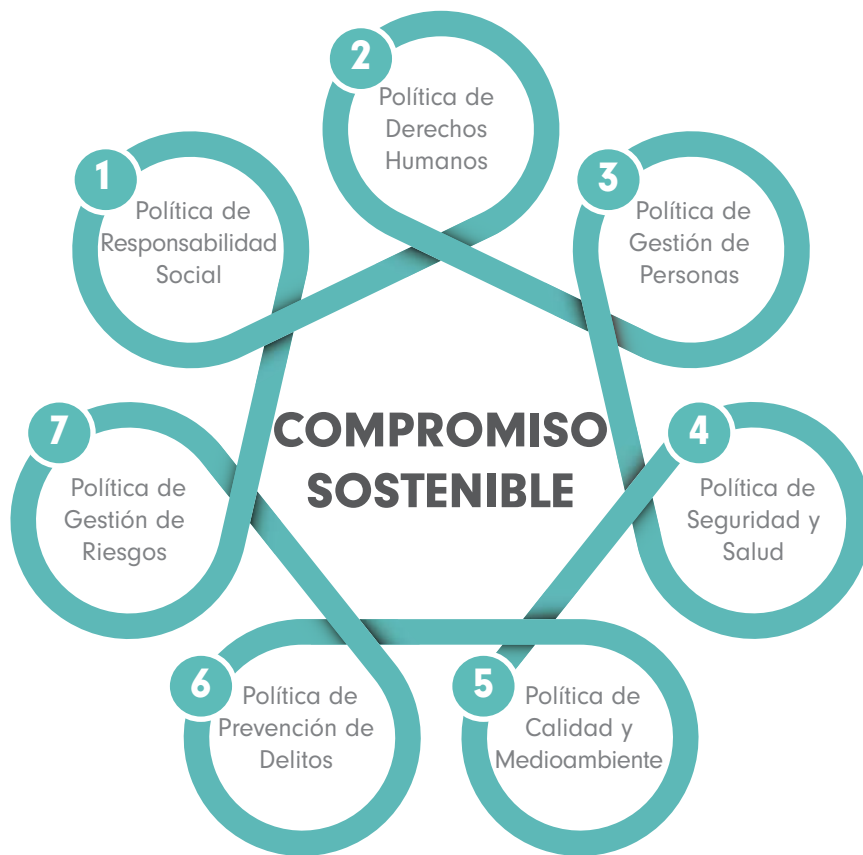 1
Política de
Responsabilidad
Social
2
Política de
Derechos
Humanos
3
Política de
Gestión de
Personas
4
Política de
Seguridad y
Salud
5
Política de
Calidad y
Medioambiente
6
Política de
Prevención de
Delitos
7
Política de
Gestión de
Riesgos
COMPROMISO
SOSTENIBLE